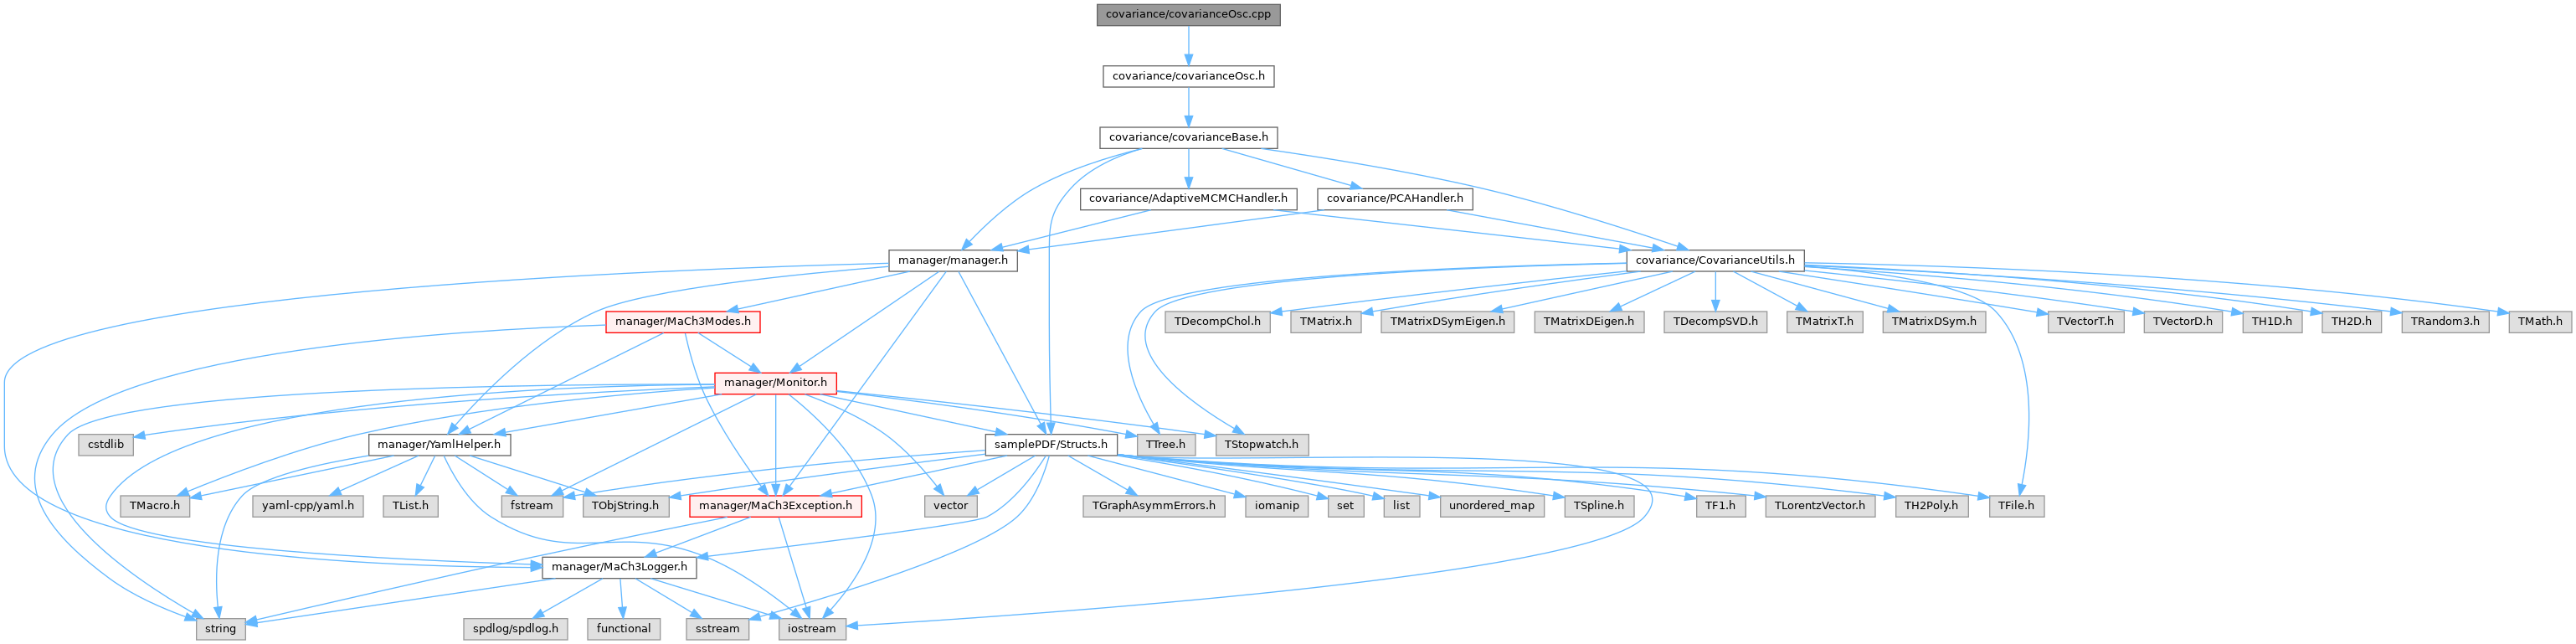 covariance/covarianceOsc.cpp
covariance/covarianceOsc.h
covariance/covarianceBase.h
covariance/AdaptiveMCMCHandler.h
covariance/PCAHandler.h
manager/manager.h
covariance/CovarianceUtils.h
manager/MaCh3Modes.h
TDecompChol.h
TMatrix.h
TMatrixDSymEigen.h
TMatrixDEigen.h
TDecompSVD.h
TMatrixT.h
TMatrixDSym.h
TVectorT.h
TVectorD.h
TH1D.h
TH2D.h
TRandom3.h
TMath.h
manager/Monitor.h
cstdlib
manager/YamlHelper.h
samplePDF/Structs.h
TTree.h
TStopwatch.h
TMacro.h
yaml-cpp/yaml.h
TList.h
fstream
TObjString.h
manager/MaCh3Exception.h
vector
TGraphAsymmErrors.h
iomanip
set
list
unordered_map
TSpline.h
TF1.h
TLorentzVector.h
TH2Poly.h
TFile.h
manager/MaCh3Logger.h
string
spdlog/spdlog.h
functional
sstream
iostream